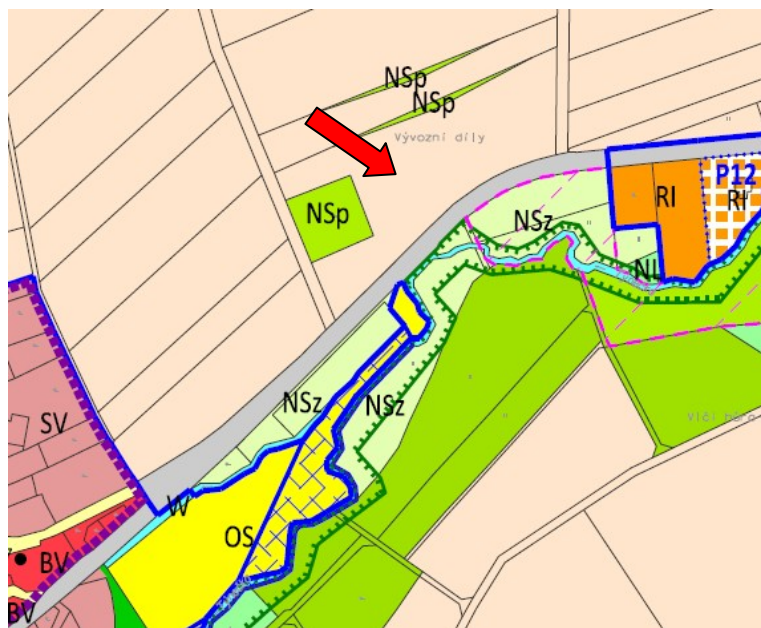 NSp
NSp
Vývozní díly
P12
RI
RI
NSp
NSz
NL
NSz
NSz
SV
W
OS
BV
BV